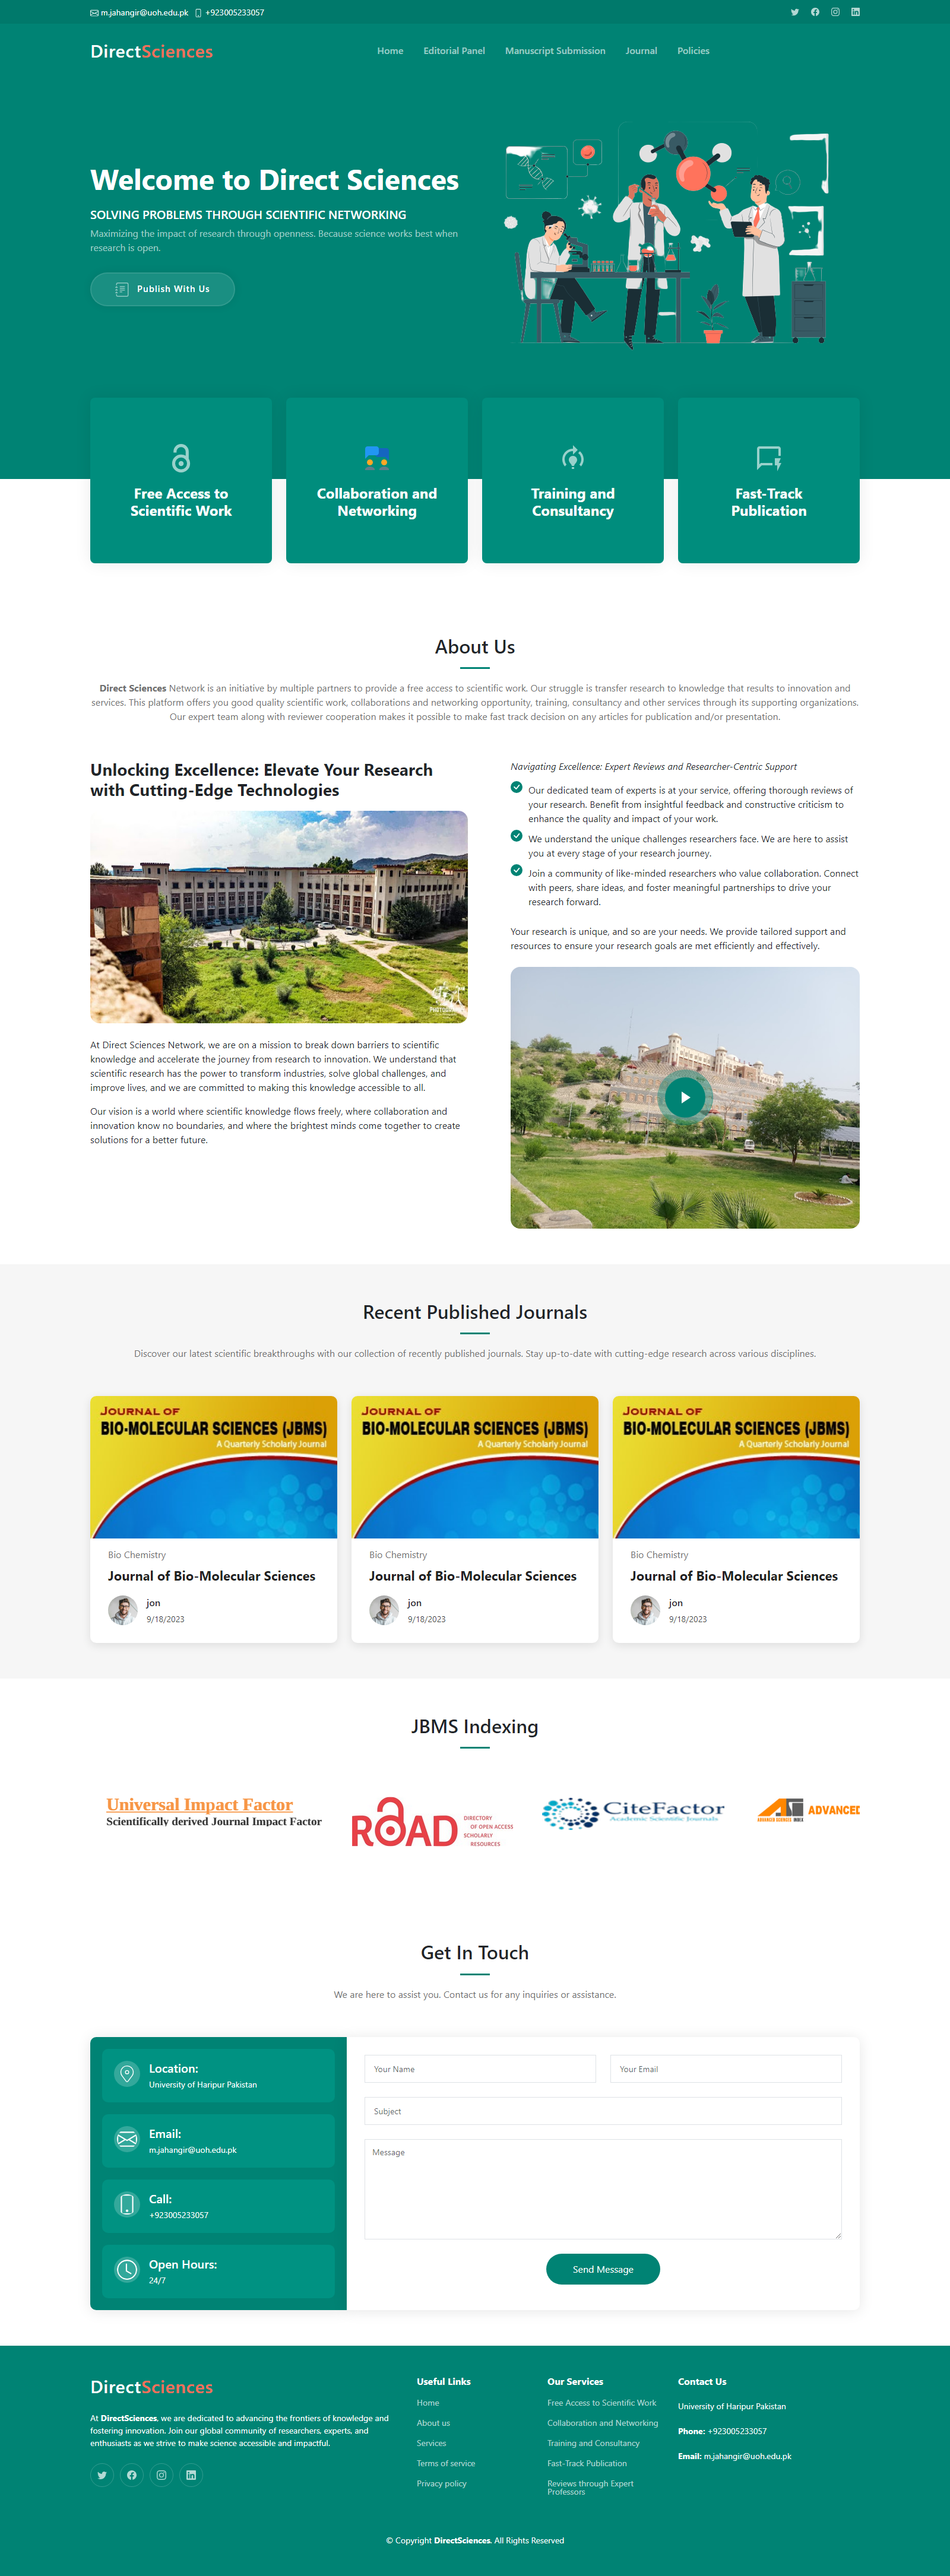 m.jahangir@uoh.edu.pk +923005233057
DirectSciences
Home Editorial Panel Manuscript Submission Journal Policies
Welcome to Direct Sciences
SOLVING PROBLEMS THROUGH SCIENTIFIC NETWORKING
Maximizing the impact of research through openness. Because science works best when
research is open.
Publish With Us
Free Access to
Scientific Work
Collaboration and
Networking
Training and
Consultancy
Fast-Track
Publication
About Us
Direct Sciences Network is an initiative by multiple partners to provide a free access to scientific work. Our struggle is transfer research to knowledge that results to innovation and
services. This platform offers you good quality scientific work, collaborations and networking opportunity, training, consultancy and other services through its supporting organizations.
Our expert team along with reviewer cooperation makes it possible to make fast track decision on any articles for publication and/or presentation.
Unlocking Excellence: Elevate Your Research
with Cutting-Edge Technologies
At Direct Sciences Network, we are on a mission to break down barriers to scientific
knowledge and accelerate the journey from research to innovation. We understand that
scientific research has the power to transform industries, solve global challenges, and
improve lives, and we are committed to making this knowledge accessible to all.
Our vision is a world where scientific knowledge flows freely, where collaboration and
innovation know no boundaries, and where the brightest minds come together to create
solutions for a better future.
Navigating Excellence: Expert Reviews and Researcher-Centric Support
Our dedicated team of experts is at your service, offering thorough reviews of
your research. Benefit from insightful feedback and constructive criticism to
enhance the quality and impact of your work.
We understand the unique challenges researchers face. We are here to assist
you at every stage of your research journey.
Join a community of like-minded researchers who value collaboration. Connect
with peers, share ideas, and foster meaningful partnerships to drive your
research forward.
Your research is unique, and so are your needs. We provide tailored support and
resources to ensure your research goals are met efficiently and effectively.
Recent Published Journals
Discover our latest scientific breakthroughs with our collection of recently published journals. Stay up-to-date with cutting-edge research across various disciplines.
JOURNAL OF
BIO-MOLECULAR SCIENCES (JBMS)
A Quarterly Scholarly Journal
Bio Chemistry
Journal of Bio-Molecular Sciences
jon
9/18/2023
JOURNAL OF
BIO-MOLECULAR SCIENCES (JBMS)
A Quarterly Scholarly Journal
Bio Chemistry
Journal of Bio-Molecular Sciences
jon
9/18/2023
JOURNAL OF
BIO-MOLECULAR SCIENCES (JBMS)
A Quarterly Scholarly Journal
Bio Chemistry
Journal of Bio-Molecular Sciences
jon
9/18/2023
JBMS Indexing
Universal Impact Factor
Scientifically derived Journal Impact Factor
ROAD
DIRECTORY
OF OPEN ACCESS
SCHOLARLY
RESOURCES
CiteFactor
Academic Scientific Journals
ADVANCED
Get In Touch
We are here to assist you. Contact us for any inquiries or assistance.
Location:
University of Haripur Pakistan
Email:
m.jahangir@uoh.edu.pk
Call:
+923005233057
Open Hours:
24/7
Your Name
Your Email
Subject
Message
Send Message
DirectSciences
At DirectSciences, we are dedicated to advancing the frontiers of knowledge and
fostering innovation. Join our global community of researchers, experts, and
enthusiasts as we strive to make science accessible and impactful.
Useful Links
Home
About us
Services
Terms of service
Privacy policy
Our Services
Free Access to Scientific Work
Collaboration and Networking
Training and Consultancy
Fast-Track Publication
Reviews through Expert
Professors
Contact Us
University of Haripur Pakistan
Phone: +923005233057
Email: m.jahangir@uoh.edu.pk
© Copyright DirectSciences. All Rights Reserved